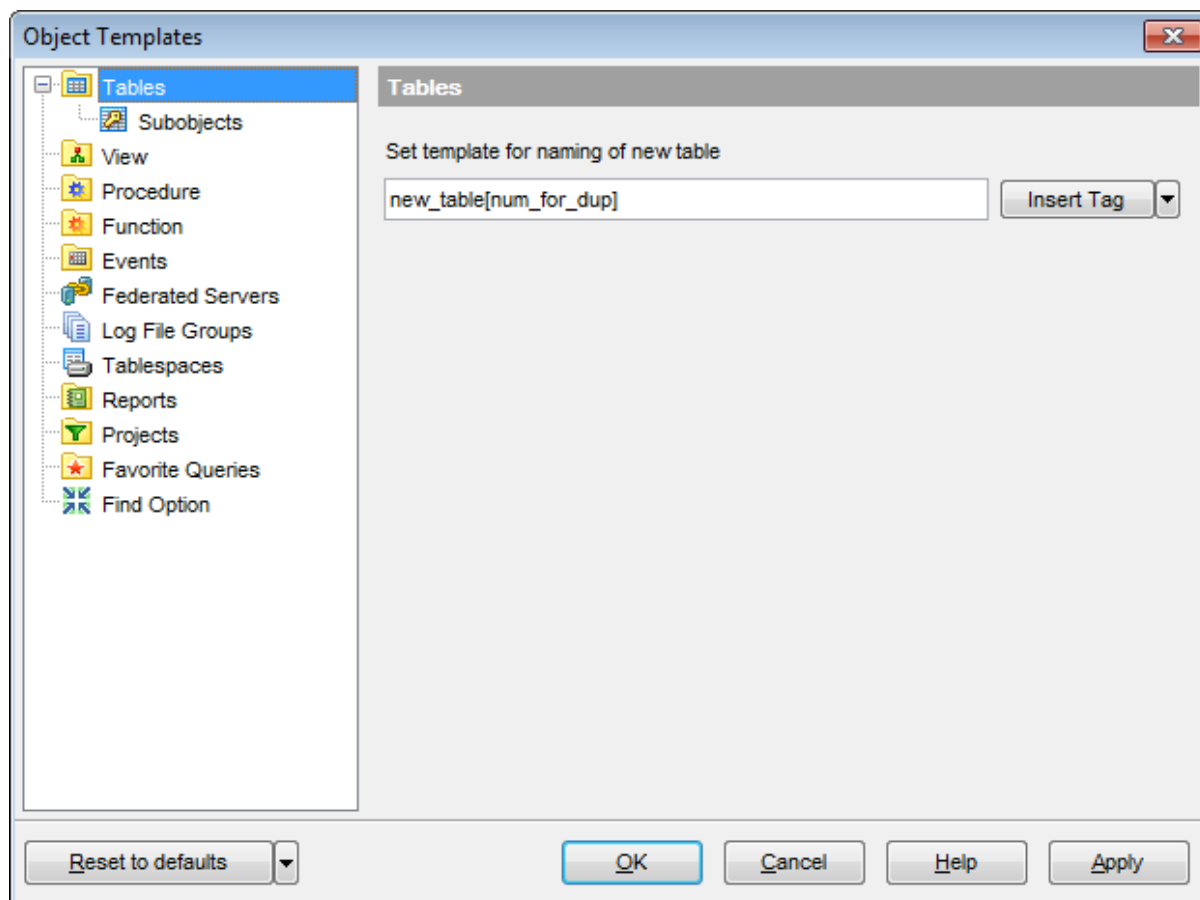 Object Templates
Tables
Subobjects
View
Procedure
Function
Events
Federated Servers
Log File Groups
Tablespaces
Reports
Projects
Favorite Queries
Find Option
Tables
Set template for naming of new table
new_table[num_for_dup]
Insert Tag
Reset to defaults
OK
Cancel
Help
Apply